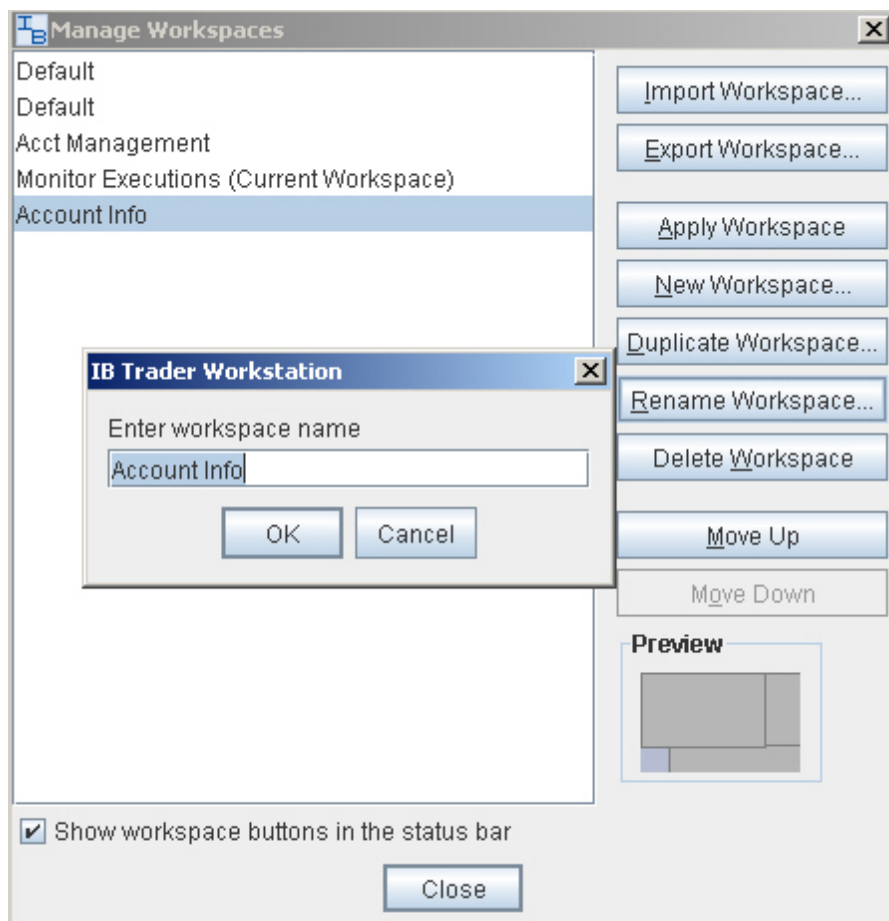 IB Manage Workspaces
Default
Default
Acct Management
Monitor Executions (Current Workspace)
Account Info
Import Workspace...
Export Workspace...
Apply Workspace
New Workspace...
Duplicate Workspace...
Rename Workspace...
Delete Workspace
Move Up
Move Down
Preview
IB Trader Workstation
Enter workspace name
Account Info
OK
Cancel
Show workspace buttons in the status bar
Close